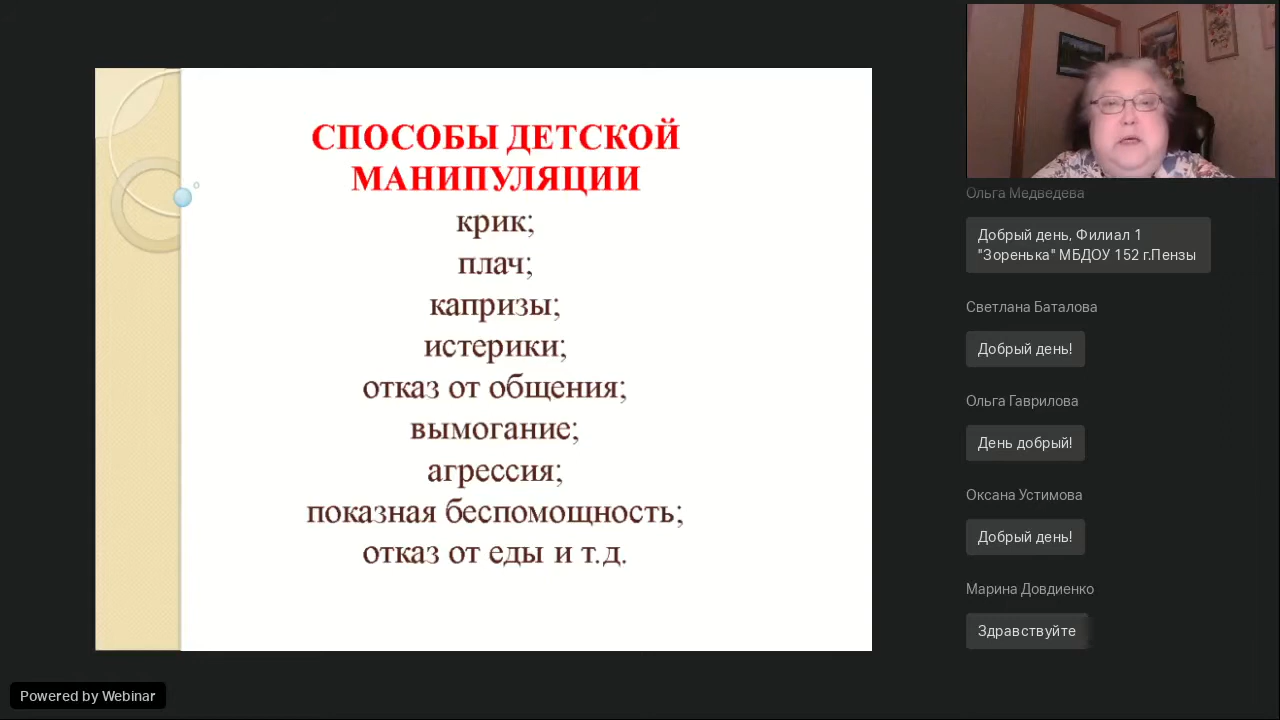 СПОСОБЫ ДЕТСКОЙ
МАНИПУЛЯЦИИ
крик;
плач;
капризы;
истерики;
отказ от общения;
вымогание;
агрессия;
показная беспомощность;
отказ от еды и т.д.
Ольга Медведева
Добрый день, Филиал 1
"Зоренька" МБДОУ 152 г.Пензы
Светлана Баталова
Добрый день!
Ольга Гаврилова
День добрый!
Оксана Устимова
Добрый день!
Марина Довдиенко
Здравствуйте
Powered by Webinar